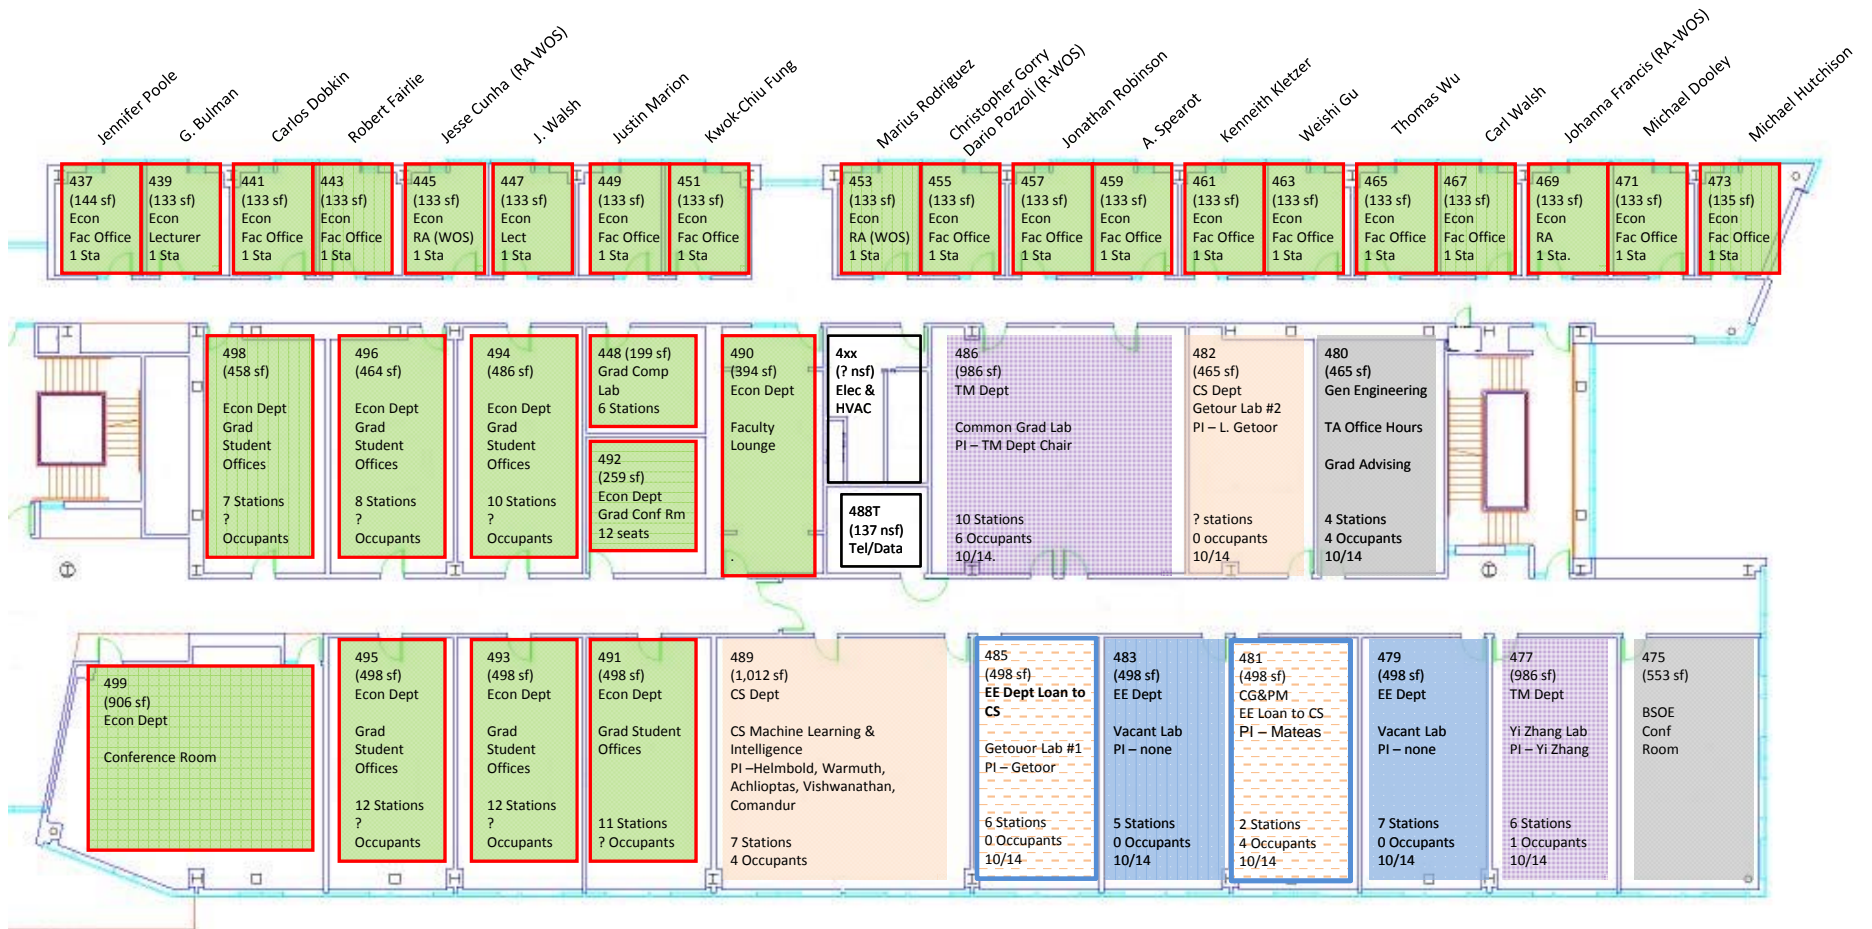 Jennifer Poole
G. Bulman
Carlos Dobkin
Robert Fairlie
Jesse Cunha (RA WOS)
J. Walsh
Justin Marion
Kwok-Chiu Fung
Marius Rodriguez
Christopher Gorry
Dario Pozzoli (R-WOS)
Jonathan Robinson
A. Spearot
Kenneith Kletzer
Weishi Gu
Thomas Wu
Carl Walsh
Johanna Francis (RA-WOS)
Michael Dooley
Michael Hutchison
437
(144 sf)
Econ
Fac Office
1 Sta
439
(133 sf)
Econ
Lecturer
1 Sta
441
(133 sf)
Econ
Fac Office
1 Sta
443
(133 sf)
Econ
Fac Office
1 Sta
445
(133 sf)
Econ
RA (WOS)
1 Sta
447
(133 sf)
Econ
Lect
1 Sta
449
(133 sf)
Econ
Fac Office
1 Sta
451
(133 sf)
Econ
Fac Office
1 Sta
453
(133 sf)
Econ
RA (WOS)
1 Sta
455
(133 sf)
Econ
Fac Office
1 Sta
457
(133 sf)
Econ
Fac Office
1 Sta
459
(133 sf)
Econ
Fac Office
1 Sta
461
(133 sf)
Econ
Fac Office
1 Sta
463
(133 sf)
Econ
Fac Office
1 Sta
465
(133 sf)
Econ
Fac Office
1 Sta
467
(133 sf)
Econ
Fac Office
1 Sta
469
(133 sf)
Econ
RA
1 Sta.
471
(133 sf)
Econ
Fac Office
1 Sta
473
(135 sf)
Econ
Fac Office
1 Sta
498
(458 sf)
Econ Dept
Grad
Student
Offices
7 Stations
?
Occupants
496
(464 sf)
Econ Dept
Grad
Student
Offices
8 Stations
?
Occupants
494
(486 sf)
Econ Dept
Grad
Student
Offices
10 Stations
?
Occupants
448 (199 sf)
Grad Comp
Lab
6 Stations
492
(259 sf)
Econ Dept
Grad Conf Rm
12 seats
490
(394 sf)
Econ Dept
Faculty
Lounge
.
4xx
(? nsf)
Elec &
HVAC
488T
(137 nsf)
Tel/Data
486
(986 sf)
TM Dept
Common Grad Lab
PI – TM Dept Chair
10 Stations
6 Occupants
10/14.
482
(465 sf)
CS Dept
Getour Lab #2
PI – L. Getoor
? stations
0 occupants
10/14
480
(465 sf)
Gen Engineering
TA Office Hours
Grad Advising
4 Stations
4 Occupants
10/14
499
(906 sf)
Econ Dept
Conference Room
495
(498 sf)
Econ Dept
Grad
Student
Offices
12 Stations
?
Occupants
493
(498 sf)
Econ Dept
Grad
Student
Offices
12 Stations
?
Occupants
491
(498 sf)
Econ Dept
Grad Student
Offices
11 Stations
? Occupants
489
(1,012 sf)
CS Dept
CS Machine Learning &
Intelligence
PI –Helmbold, Warmuth,
Achlioptas, Vishwanathan,
Comandur
7 Stations
4 Occupants
485
(498 sf)
EE Dept Loan to
CS
Getouor Lab #1
PI – Getoor
6 Stations
0 Occupants
10/14
483
(498 sf)
EE Dept
Vacant Lab
PI – none
5 Stations
0 Occupants
10/14
481
(498 sf)
CG&PM
EE Loan to CS
PI – Mateas
2 Stations
4 Occupants
10/14
479
(498 sf)
EE Dept
Vacant Lab
PI – none
7 Stations
0 Occupants
10/14
477
(986 sf)
TM Dept
Yi Zhang Lab
PI – Yi Zhang
6 Stations
1 Occupants
10/14
475
(553 sf)
BSOE
Conf
Room